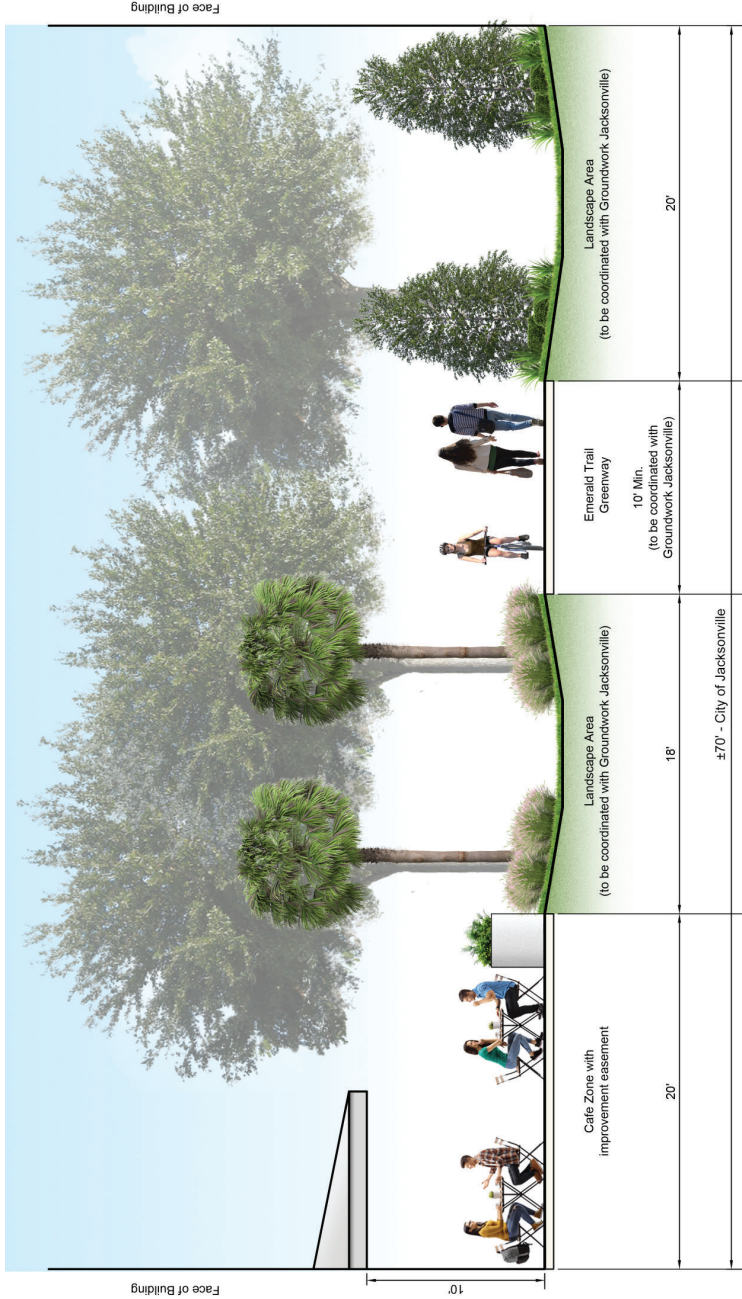 Face of Building
Face of Building
10'
Cafe Zone with
improvement easement
20'
Landscape Area
(to be coordinated with Groundwork Jacksonville)
18'
Emerald Trail
Greenway
10' Min.
(to be coordinated with
Groundwork Jacksonville)
Landscape Area
(to be coordinated with Groundwork Jacksonville)
20'
±70' - City of Jacksonville